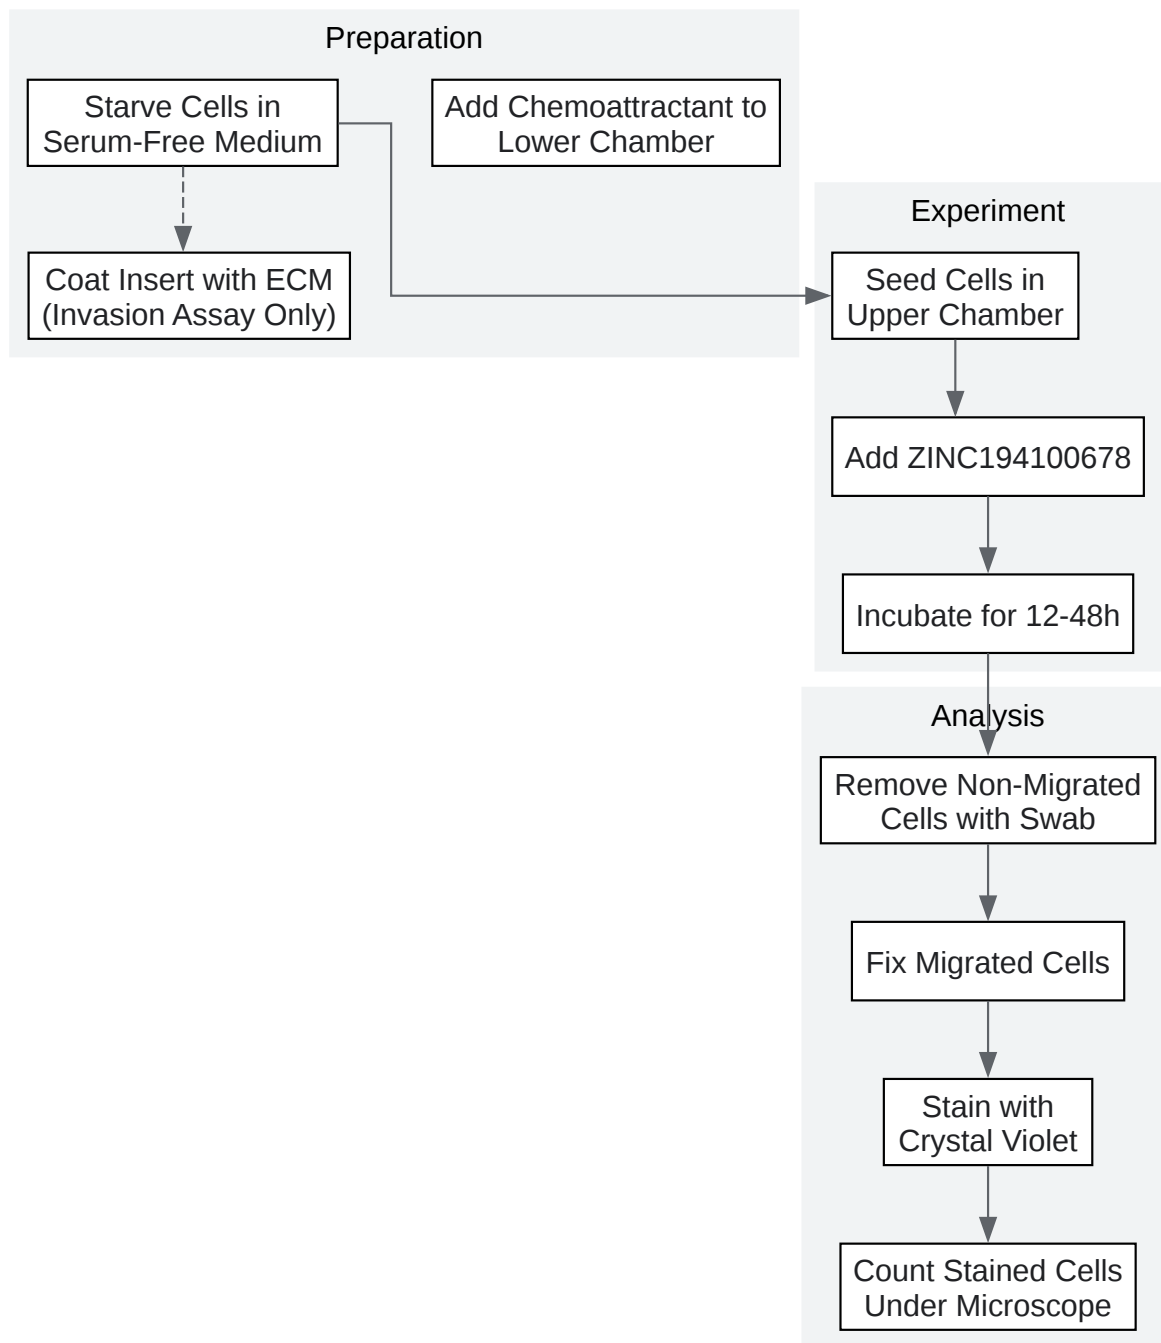 Preparation
Starve Cells in
Serum-Free Medium
Add Chemoattractant to
Lower Chamber
Coat Insert with ECM
(Invasion Assay Only)
Experiment
Seed Cells in
Upper Chamber
Add ZINC194100678
Incubate for 12-48h
Analysis
Remove Non-Migrated
Cells with Swab
Fix Migrated Cells
Stain with
Crystal Violet
Count Stained Cells
Under Microscope